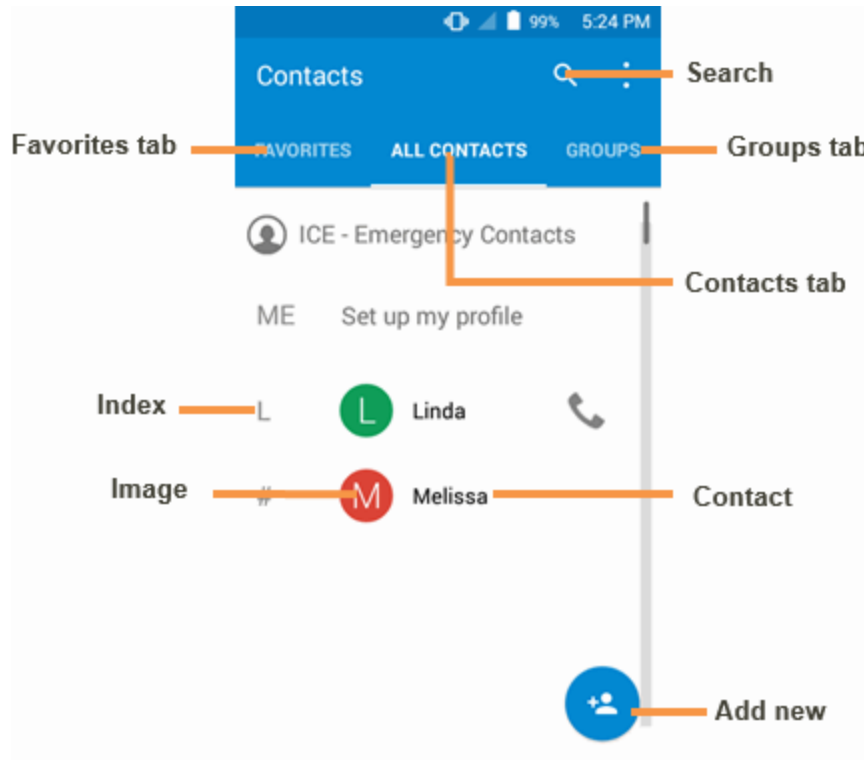 99% 5:24 PM
Contacts
Search
Favorites tab
FAVORITES ALL CONTACTS GROUPS
Groups tab
ICE - Emergency Contacts
Contacts tab
ME Set up my profile
Index
L L Linda
Image
# M Melissa
Contact
Add new